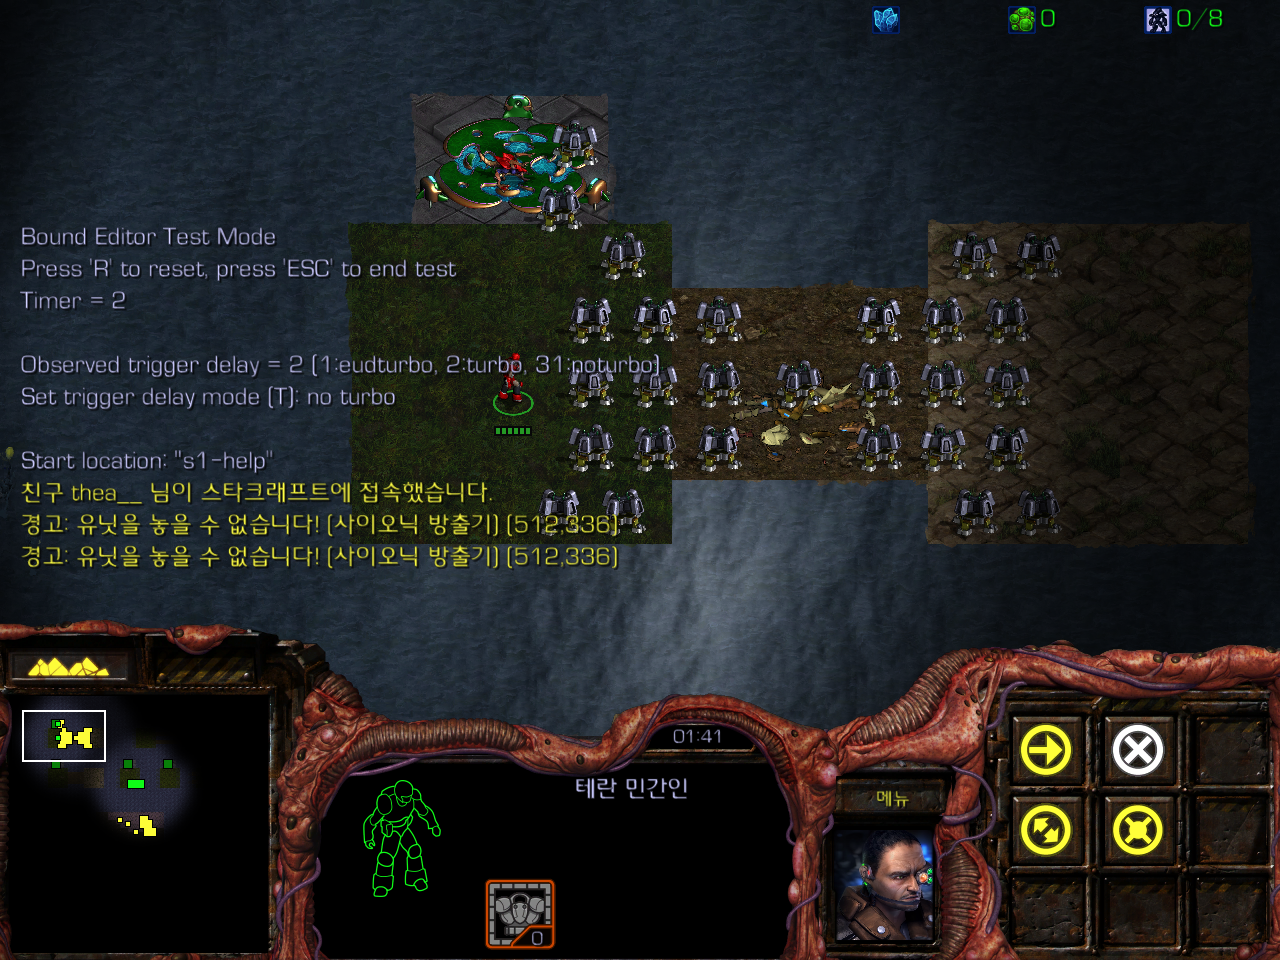 0
0/8
Bound Editor Test Mode
Press 'R' to reset, press 'ESC' to end test
Timer = 2
Observed trigger delay = 2 (1:eudturbo, 2:turbo, 31:noturbo)
Set trigger delay mode (T): no turbo
Start location: "s1-help"
친구 thea__ 님이 스타크래프트에 접속했습니다.
경고: 유닛을 놓을 수 없습니다! (사이오닉 방출기) (512,336)
경고: 유닛을 놓을 수 없습니다! (사이오닉 방출기) (512,336)
01:41
테란 민간인
메뉴
0